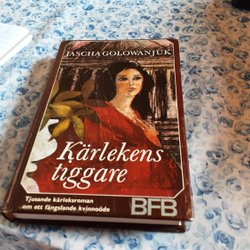 JASCHA GOLOWANJUK
Kärlekens
tiggare
Tjusande kärleksroman
om ett fängslande kvinnoöde
BFB